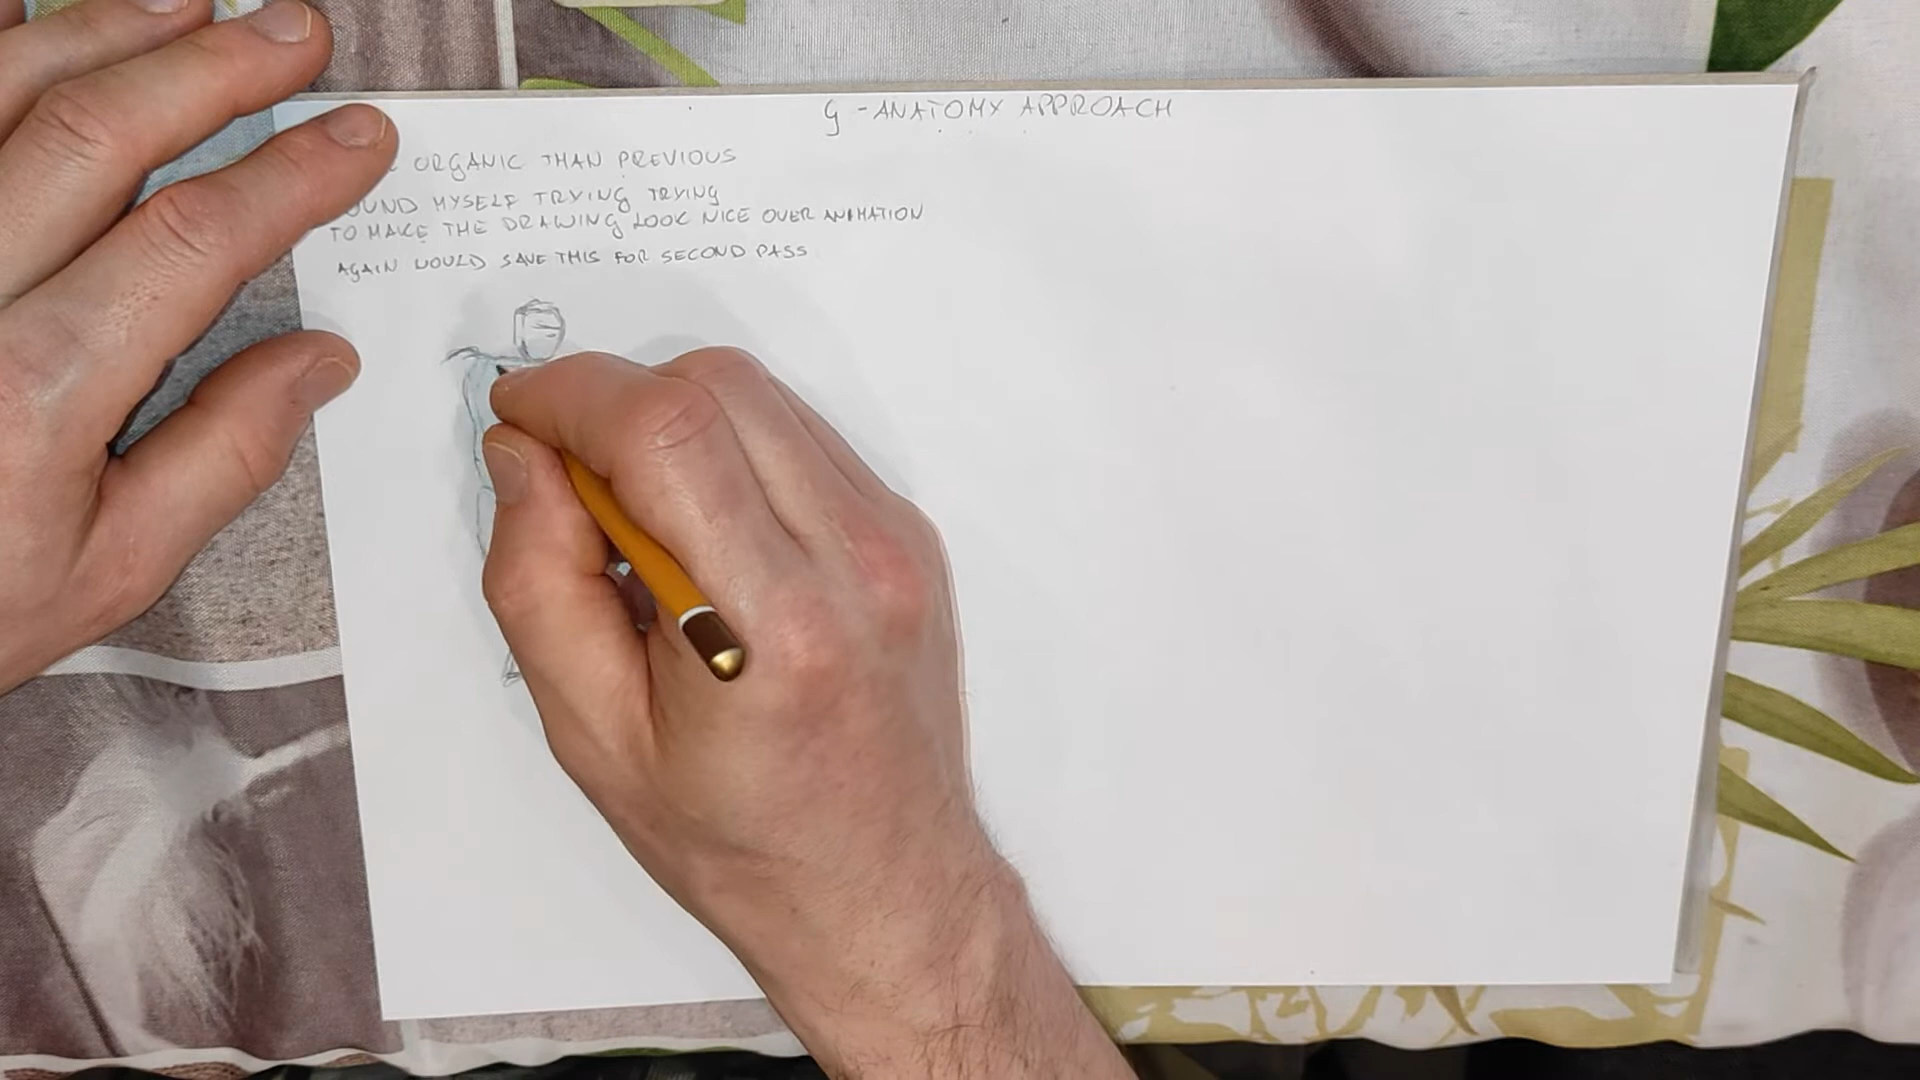 9 - ANATOMY APPROACH
ORGANIC THAN PREVIOUS
OUND MYSELF TRYING TRYING
TO MAKE THE DRAWING LOOK NICE OVER ANIMATION
AGAIN WOULD SAVE THIS FOR SECOND PASS